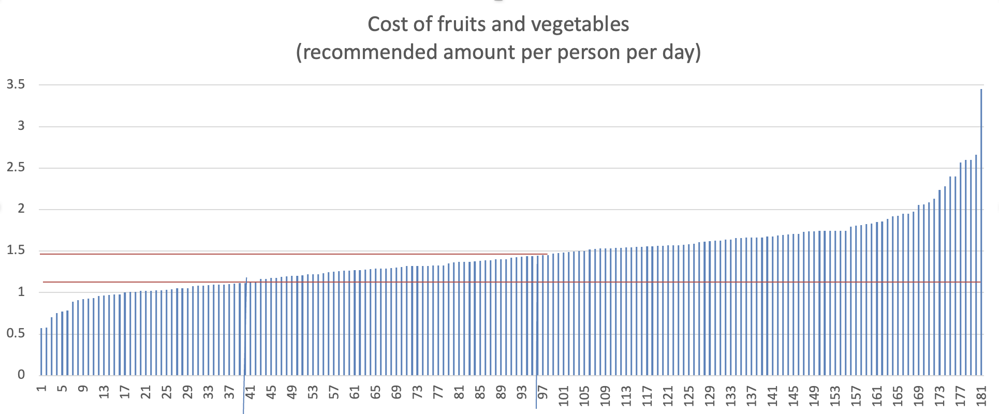 Cost of fruits and vegetables
(recommended amount per person per day)
3.5
3
2.5
2
1.5
1
0.5
0
1 5 9 13 17 21 25 29 33 37 41 45 49 53 57 61 65 69 73 77 81 85 89 93 97 101 105 109 113 117 121 125 129 133 137 141 145 149 153 157 161 165 169 173 177 181